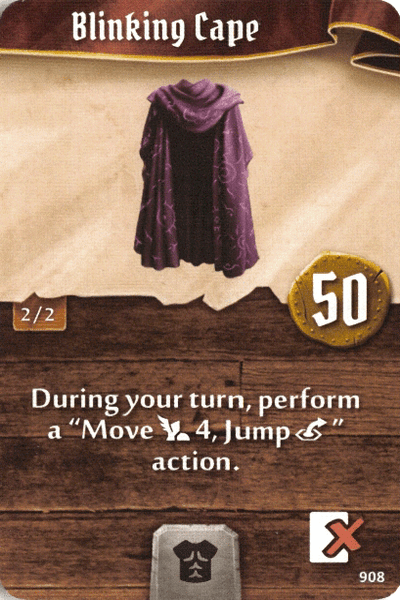 Blinking Cape
50
2/2
During your turn, perform
a “Move 4, Jump ”
action.
908